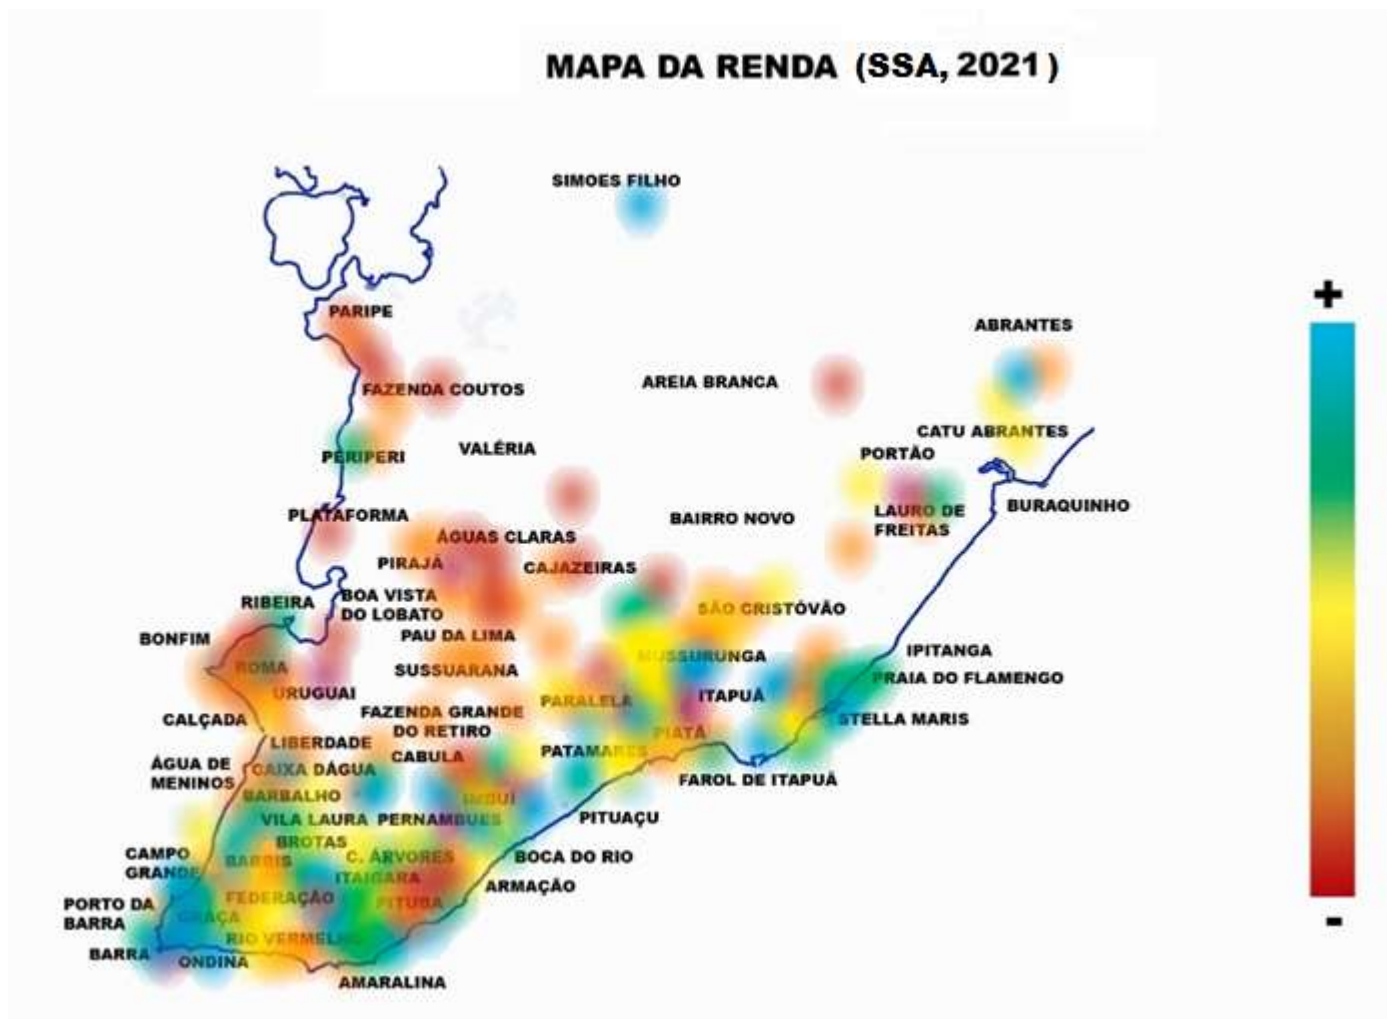 MAPA DA RENDA (SSA, 2021)
SIMOES FILHO
+
PARIPE
ABRANTES
AREIA BRANCA
FAZENDA COUTOS
CATU ABRANTES
PORTÃO
VALÉRIA
PERIPERI
BURAQUINHO
PLATAFORMA
LAURO DE
FREITAS
BAIRRO NOVO
ÁGUAS CLARAS
PIRAJÁ
CAJAZEIRAS
BOA VISTA
DO LOBATO
RIBEIRA
SÃO CRISTÓVÃO
PAU DA LIMA
BONFIM
IPITANGA
MUSSURUNGA
ROMA
SUSSUARANA
PRAIA DO FLAMENGO
URUGUAI
ITAPUÃ
PARALELA
FAZENDA GRANDE
DO RETIRO
CALÇADA
STELLA MARIS
PIATÃ
LIBERDADE
CABULA
PATAMARES
ÁGUA DE
MENINOS
CAIXA DÁGUA
FAROL DE ITAPUÃ
BARBALHO
IMBUÍ
VILA LAURA
PERNAMBUES
PITUAÇU
BROTAS
CAMPO
GRANDE
BARRIS
C. ÁRVORES
BOCA DO RIO
ITAIGARA
ARMAÇÃO
FEDERAÇÃO
PITUBA
PORTO DA
BARRA
GRAÇA
-
RIO VERMELHO
BARRA
ONDINA
AMARALINA